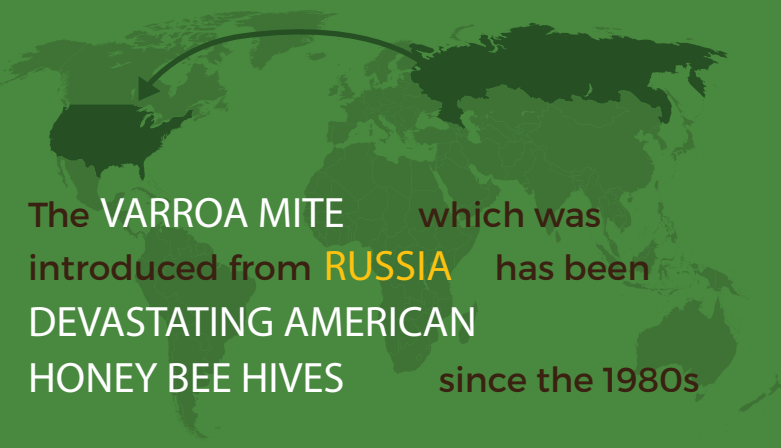 The VARROA MITE which was
introduced from RUSSIA has been
DEVASTATING AMERICAN
HONEY BEE HIVES since the 1980s